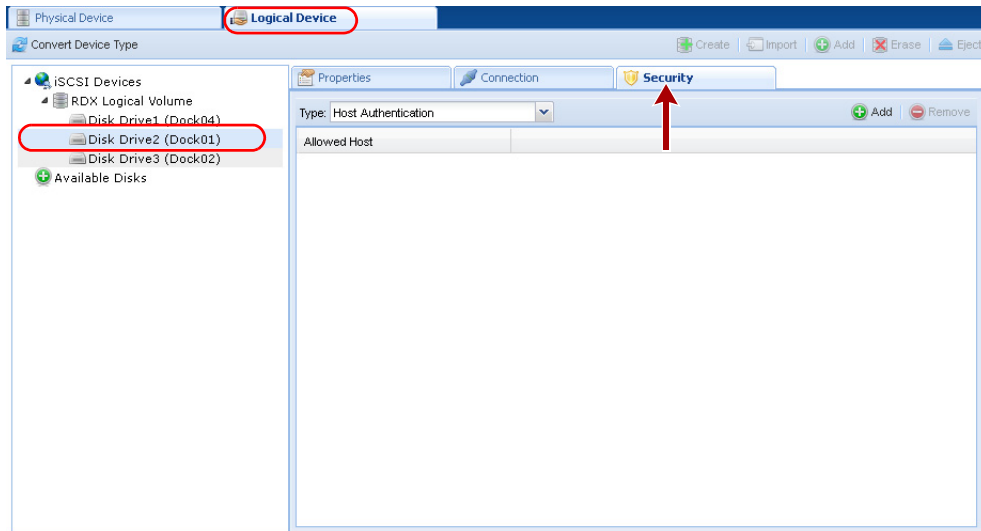 Physical Device
Logical Device
Convert Device Type
Create
Import
Add
Erase
Eject
iSCSI Devices
RDX Logical Volume
Disk Drive1 (Dock04)
Disk Drive2 (Dock01)
Disk Drive3 (Dock02)
Available Disks
Properties
Connection
Security
Type: Host Authentication
Add
Remove
Allowed Host